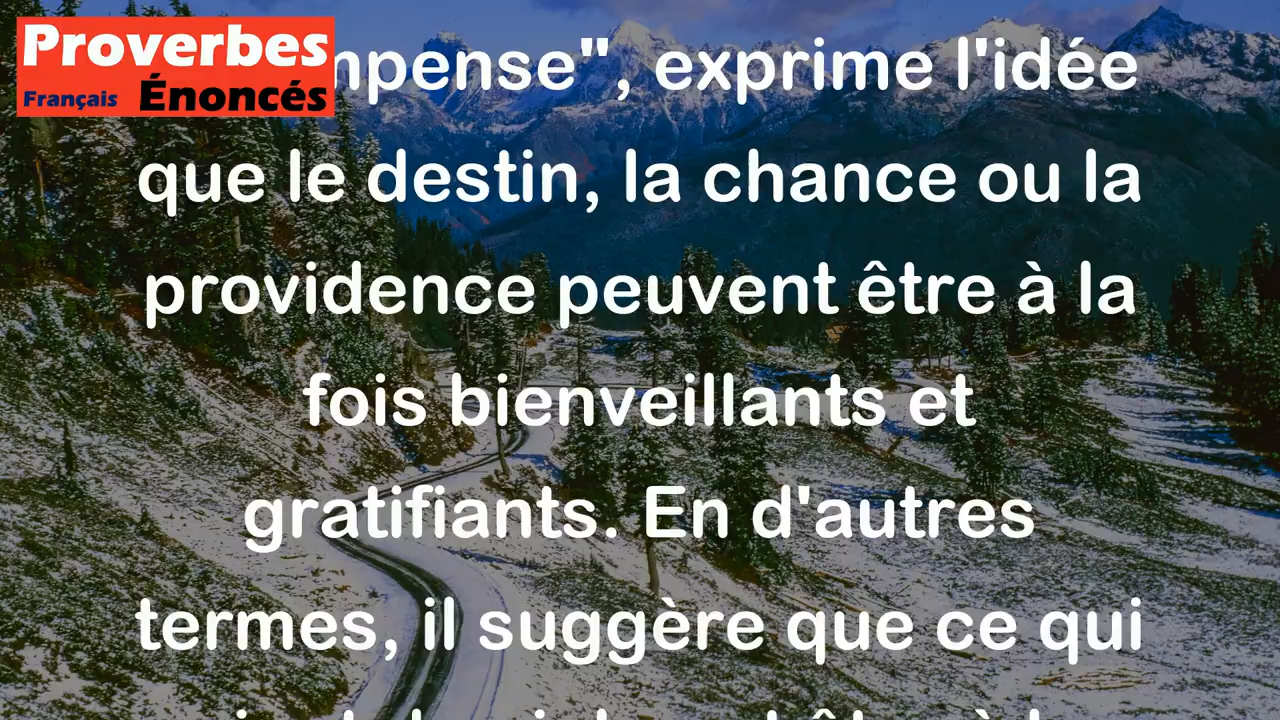 Proverbes
Français Énoncés
exprime l'idée
que le destin, la chance ou la
providence peuvent être à la
fois bienveillants et
gratifiants. En d'autres
termes, il suggère que ce qui